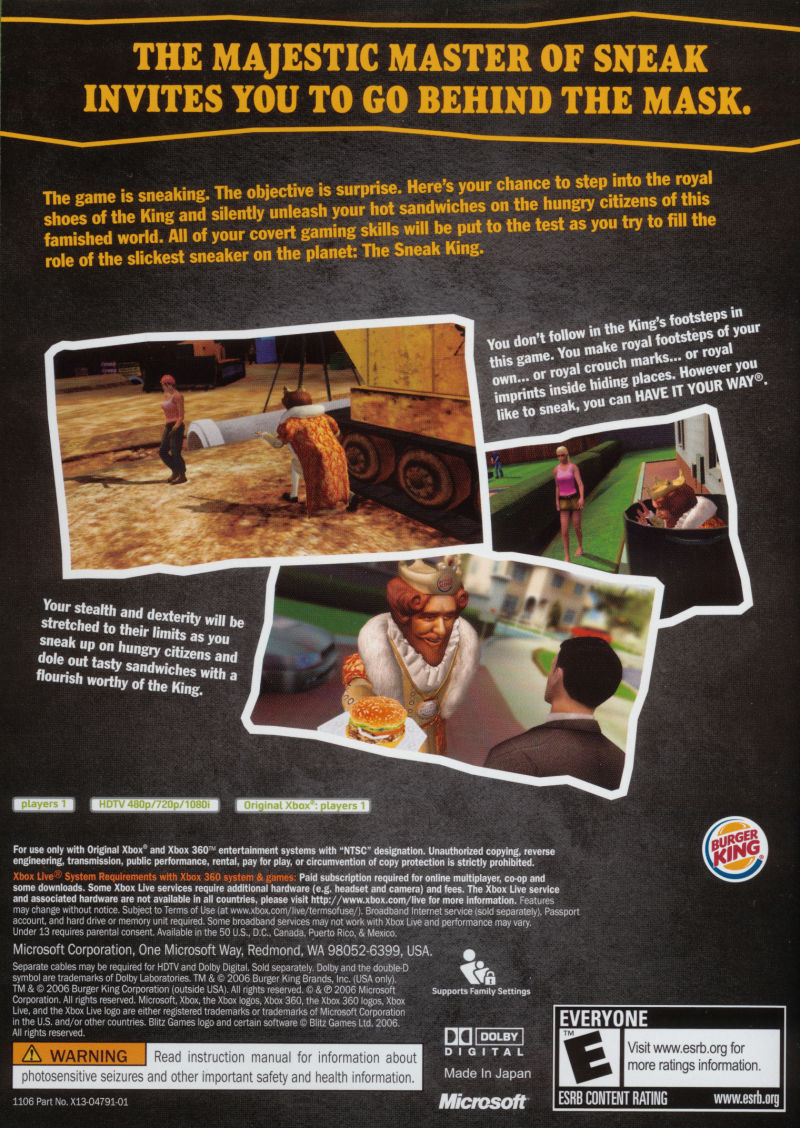 THE MAJESTIC MASTER OF SNEAK
INVITES YOU TO GO BEHIND THE MASK.
The game is sneaking. The objective is surprise. Here's your chance to step into the royal
shoes of the King and silently unleash your hot sandwiches on the hungry citizens of this
famished world. All of your covert gaming skills will be put to the test as you try to fill the
role of the slickest sneaker on the planet: The Sneak King.
You don't follow in the King's footsteps in
this game. You make royal footsteps of your
own... or royal crouch marks... or royal
imprints inside hiding places. However you
like to sneak, you can HAVE IT YOUR WAY®.
Your stealth and dexterity will be
stretched to their limits as you
sneak up on hungry citizens and
dole out tasty sandwiches with a
flourish worthy of the King.
players 1
HDTV 480p/720p/1080i
Original Xbox®: players 1
BURGER
KING®
For use only with Original Xbox® and Xbox 360™ entertainment systems with “NTSC” designation. Unauthorized copying, reverse
engineering, transmission, public performance, rental, pay for play, or circumvention of copy protection is strictly prohibited.
Xbox Live® System Requirements with Xbox 360 system & games: Paid subscription required for online multiplayer, co-op and
some downloads. Some Xbox Live services require additional hardware (e.g. headset and camera) and fees. The Xbox Live service
and associated hardware are not available in all countries, please visit http://www.xbox.com/live for more information. Features
may change without notice. Subject to Terms of Use (at www.xbox.com/live/termsofuse/). Broadband Internet service (sold separately), Passport
account, and hard drive or memory unit required. Some broadband services may not work with Xbox Live and performance may vary.
Under 13 requires parental consent. Available in the 50 U.S., D.C., Canada, Puerto Rico, & Mexico.
Microsoft Corporation, One Microsoft Way, Redmond, WA 98052-6399, USA.
Separate cables may be required for HDTV and Dolby Digital. Sold separately. Dolby and the double-D
symbol are trademarks of Dolby Laboratories. TM & © 2006 Burger King Brands, Inc. (USA only).
TM & © 2006 Burger King Corporation (outside USA). All rights reserved. © & ℗ 2006 Microsoft
Corporation. All rights reserved. Microsoft, Xbox, the Xbox logos, Xbox 360, the Xbox 360 logos, Xbox
Live, and the Xbox Live logo are either registered trademarks or trademarks of Microsoft Corporation
in the U.S. and/or other countries. Blitz Games logo and certain software © Blitz Games Ltd. 2006.
All rights reserved.
Supports Family Settings
WARNING
Read instruction manual for information about
photosensitive seizures and other important safety and health information.
1106 Part No. X13-04791-01
DOLBY
DIGITAL
Made In Japan
Microsoft®
EVERYONE
™
E
Visit www.esrb.org for
more ratings information.
ESRB CONTENT RATING
www.esrb.org